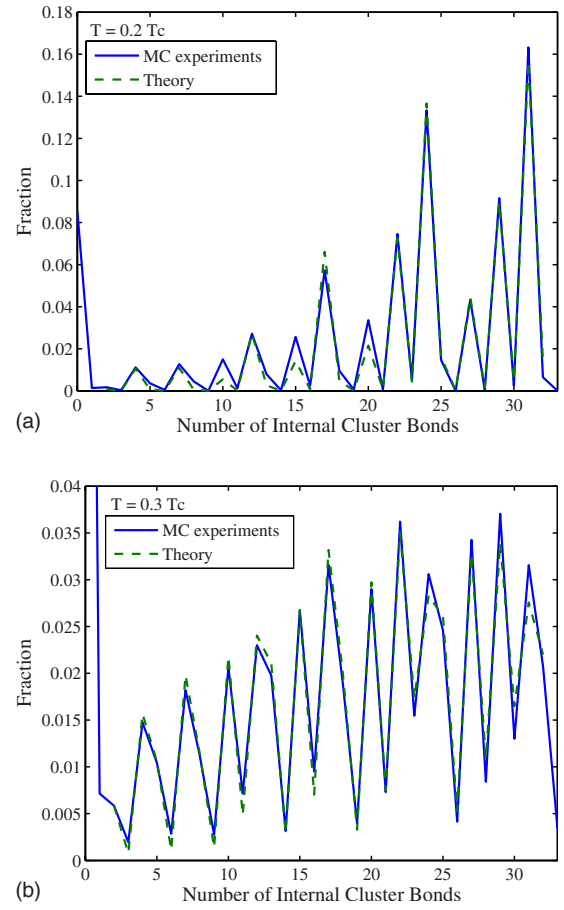 0.18
T = 0.2 Tc
MC experiments
Theory
0.16
0.14
0.12
0.1
0.08
0.06
0.04
0.02
0
Fraction
0 5 10 15 20 25 30
Number of Internal Cluster Bonds
(a)
0.04
T = 0.3 Tc
MC experiments
Theory
0.035
0.03
0.025
0.02
0.015
0.01
0.005
0
Fraction
0 5 10 15 20 25 30
Number of Internal Cluster Bonds
(b)